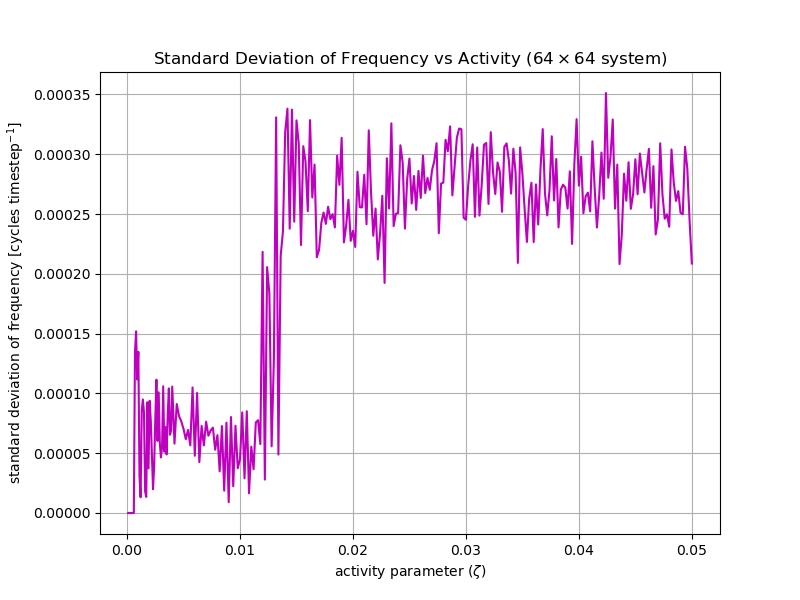 Standard Deviation of Frequency vs Activity (64 × 64 system)
standard deviation of frequency [cycles timestep⁻¹]
0.00035
0.00030
0.00025
0.00020
0.00015
0.00010
0.00005
0.00000
0.00 0.01 0.02 0.03 0.04 0.05
activity parameter (ζ)